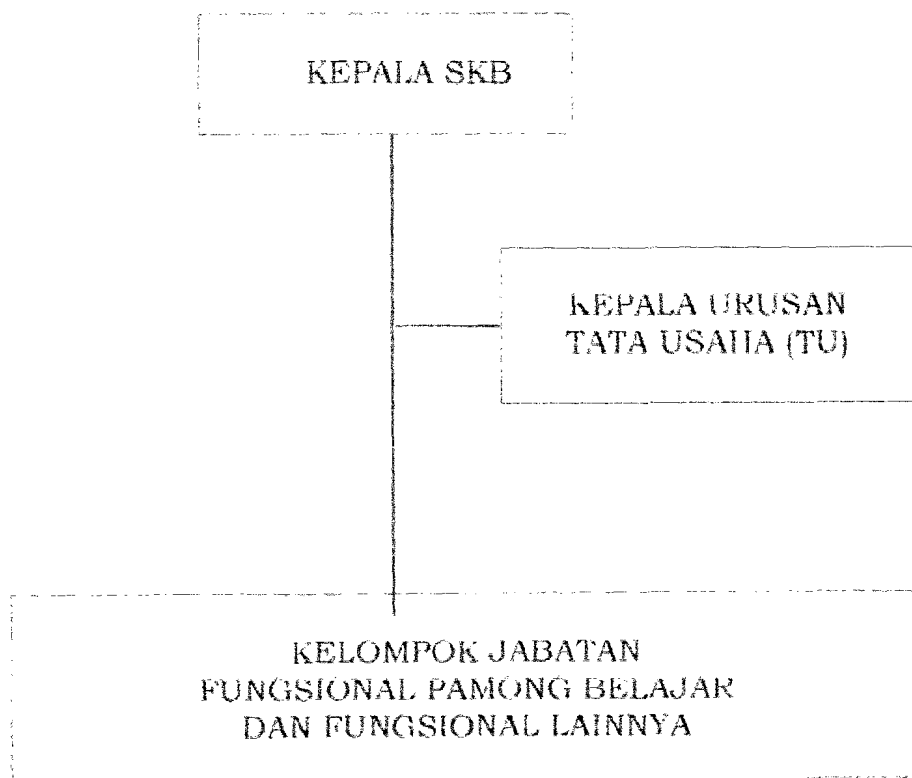 KEPALA SKB
KEPALA URUSAN
TATA USAHA (TU)
KELOMPOK JABATAN
FUNGSIONAL PAMONG BELAJAR
DAN FUNGSIONAL LAINNYA